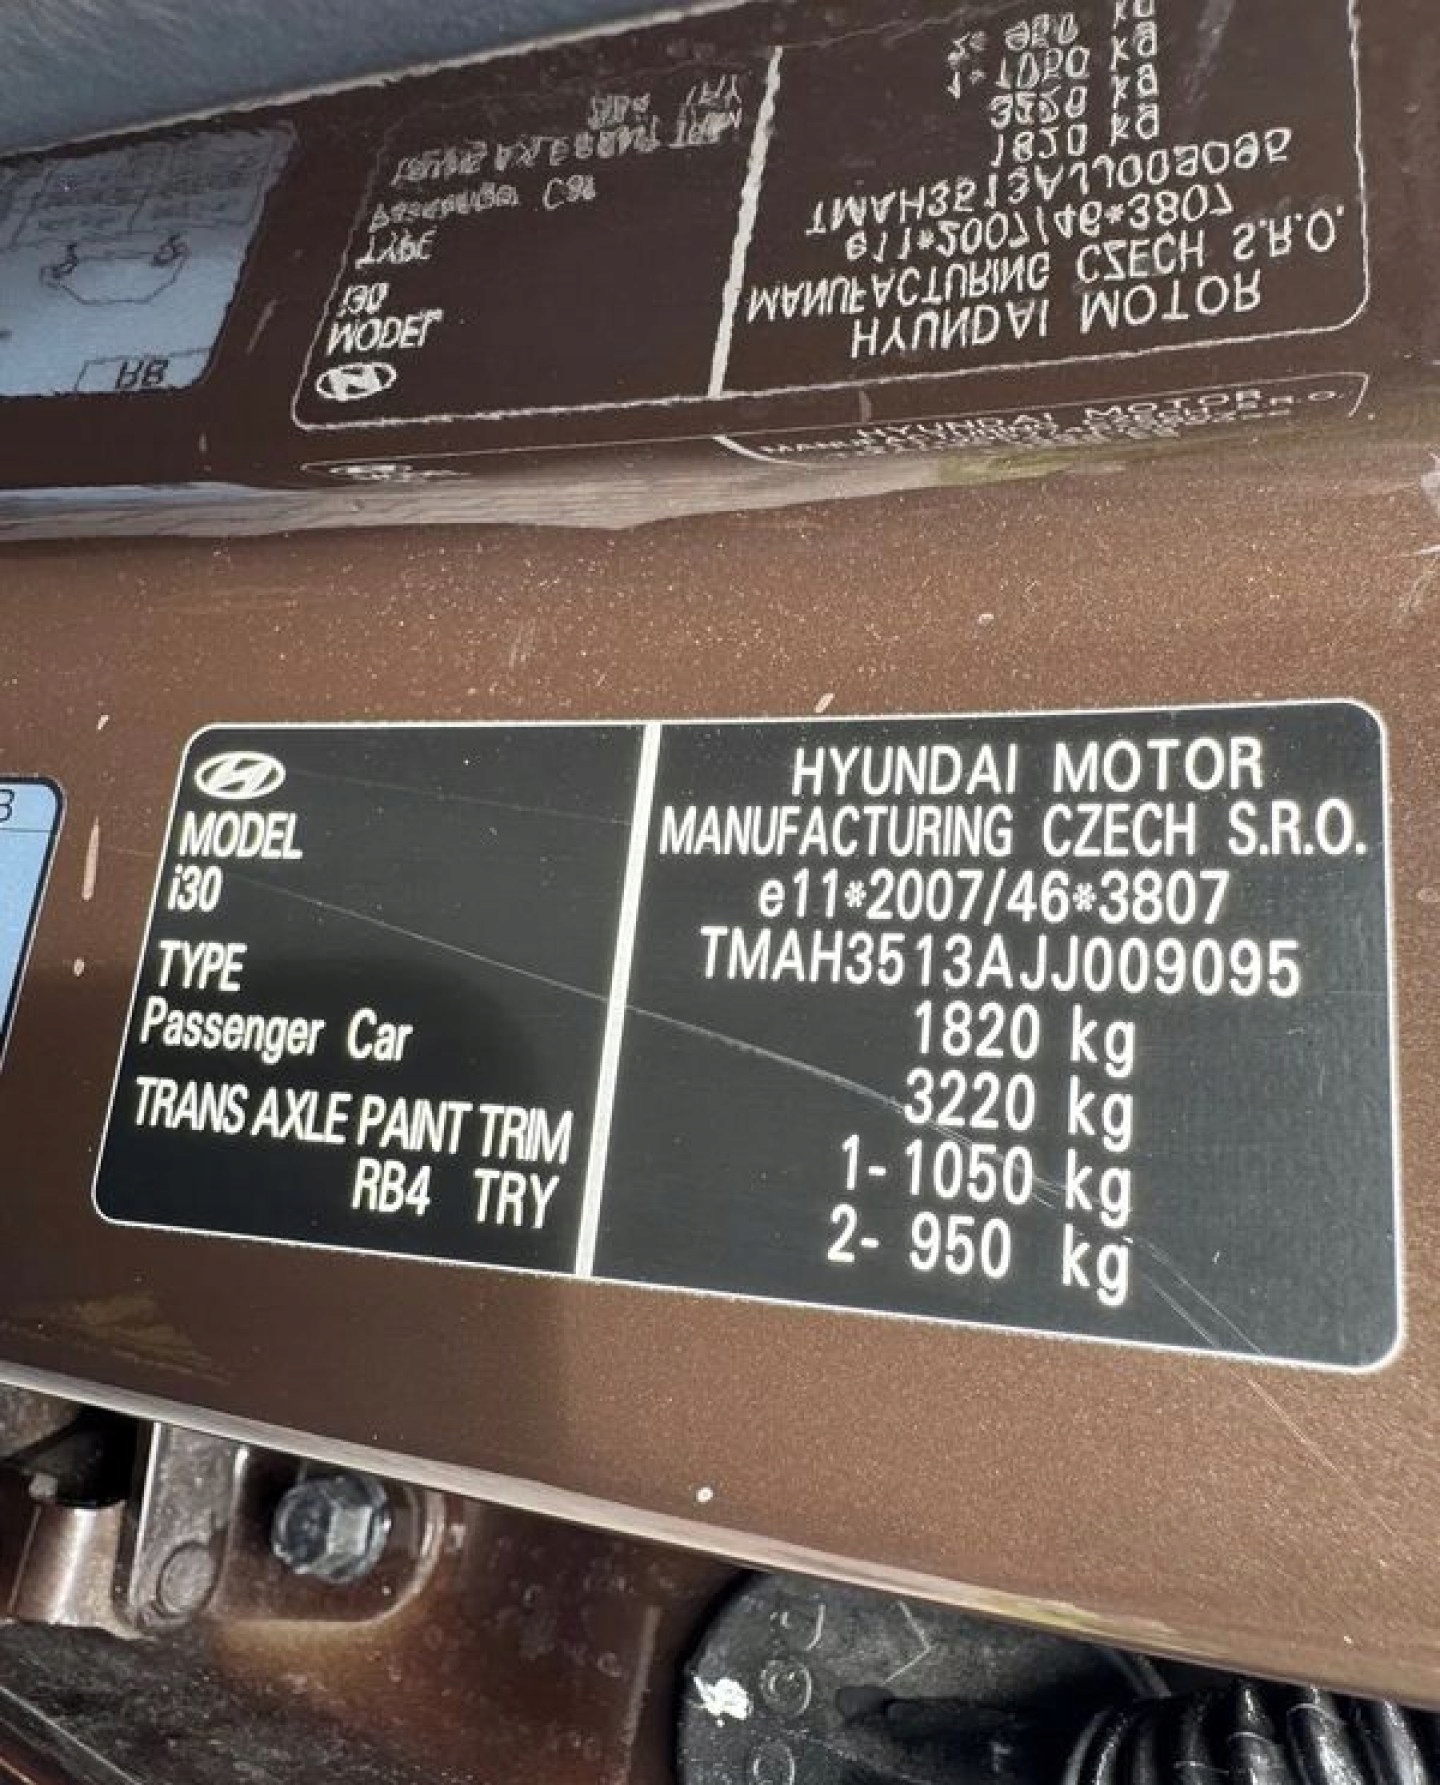 MODEL
i30
TYPE
Passenger Car
TRANS AXLE PAINT TRIM
RB4 TRY
HYUNDAI MOTOR
MANUFACTURING CZECH S.R.O.
e11*2007/46*3807
TMAH3513AJJ009095
1820 kg
3220 kg
1- 1050 kg
2- 950 kg